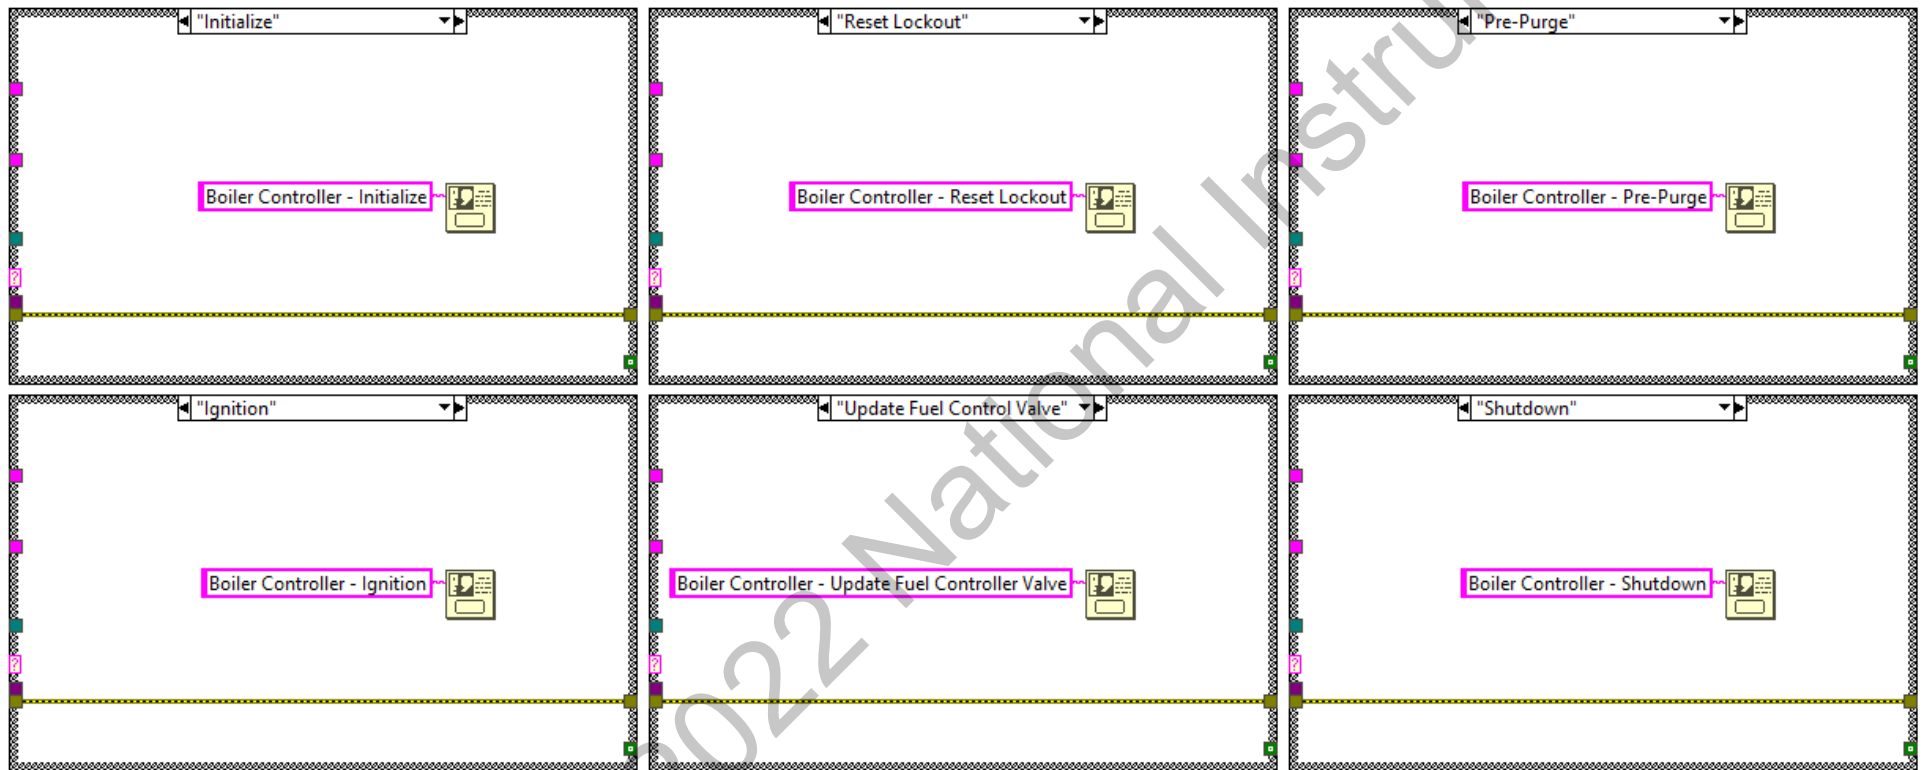 "Initialize"
"Reset Lockout"
"Pre-Purge"
Boiler Controller - Initialize
Boiler Controller - Reset Lockout
Boiler Controller - Pre-Purge
?
?
?
"Ignition"
"Update Fuel Control Valve"
"Shutdown"
Boiler Controller - Ignition
Boiler Controller - Update Fuel Controller Valve
Boiler Controller - Shutdown
?
?
?
2022 National Instru